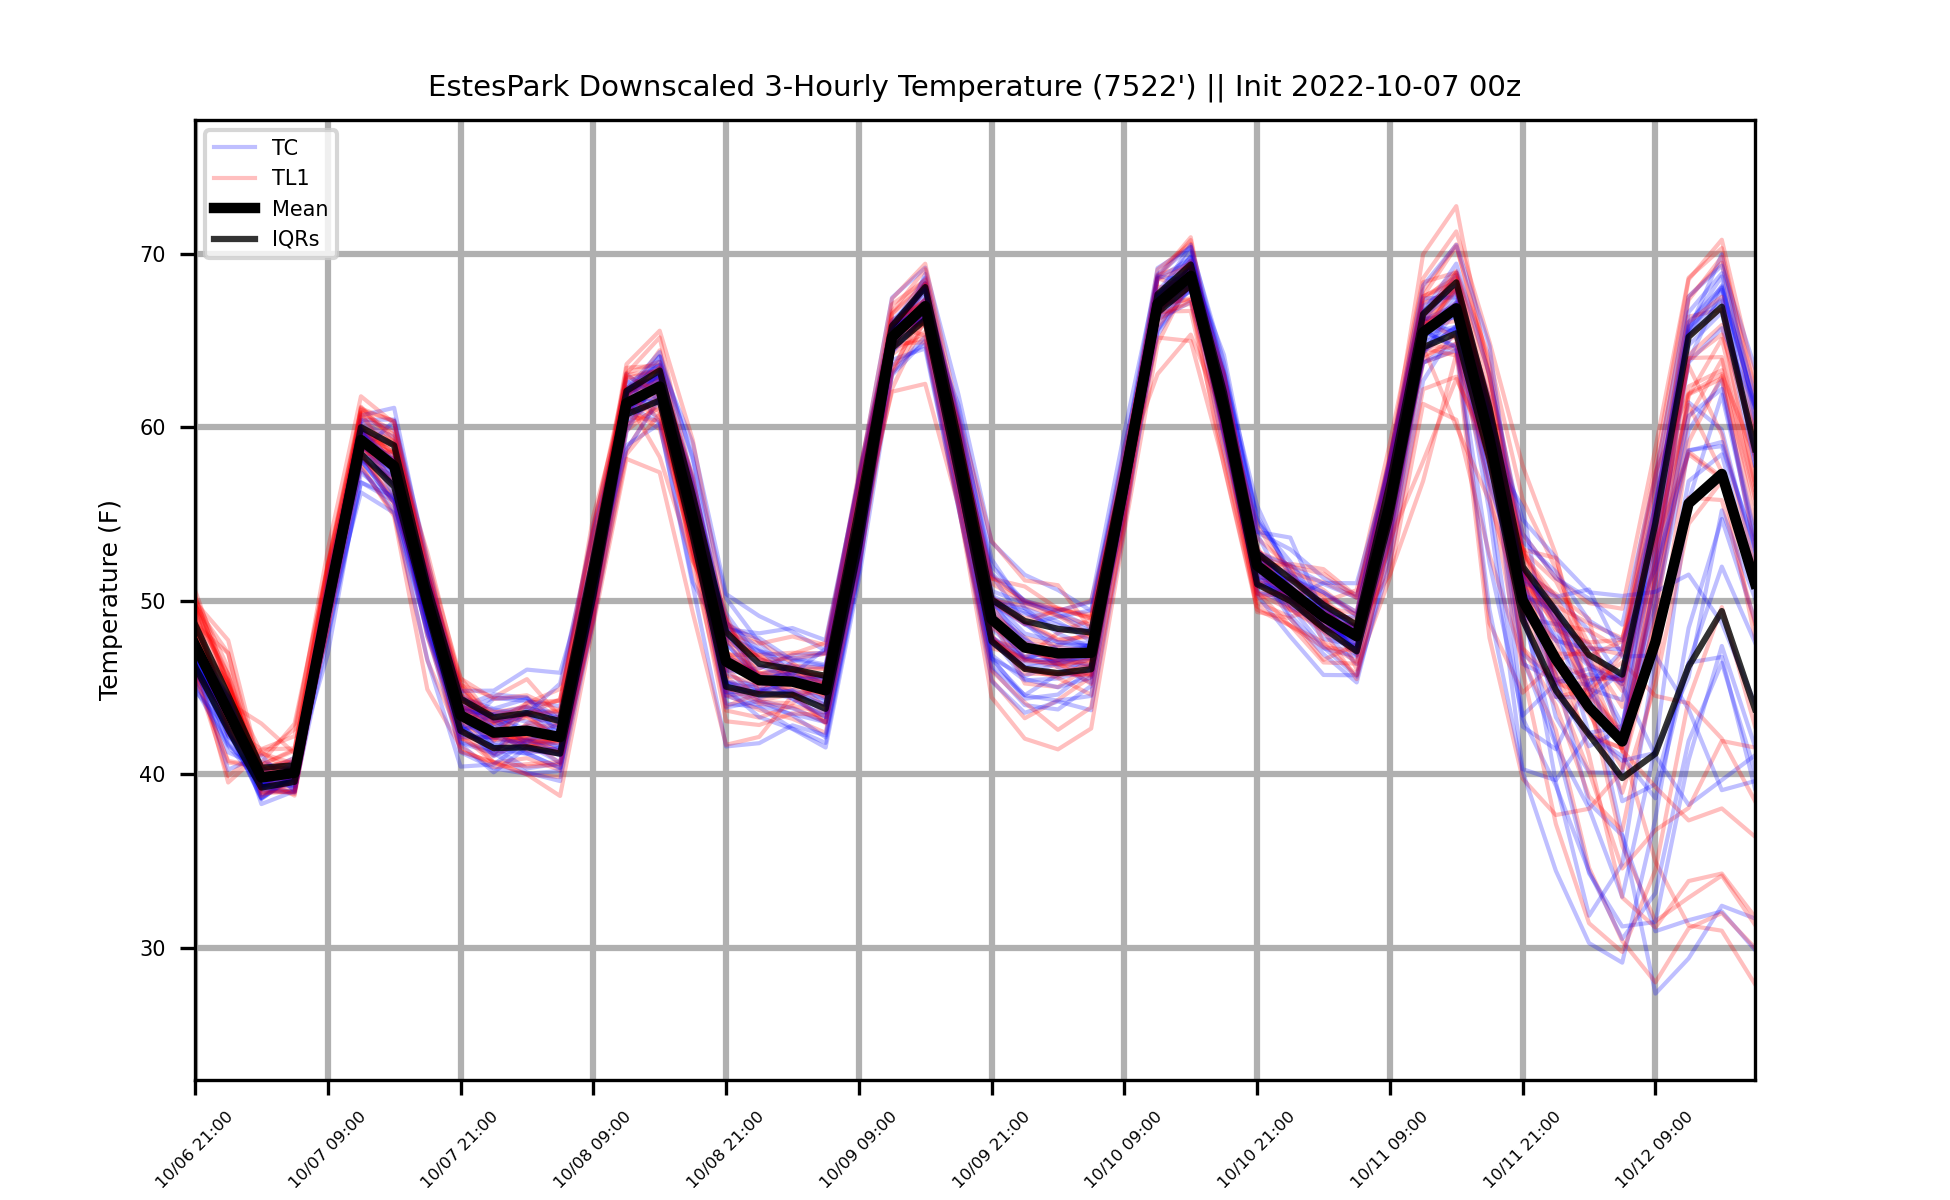 EstesPark Downscaled 3-Hourly Temperature (7522') || Init 2022-10-07 00z
TC
TL1
Mean
IQRs
Temperature (F)
70
60
50
40
30
10/06 21:00
10/07 09:00
10/07 21:00
10/08 09:00
10/08 21:00
10/09 09:00
10/09 21:00
10/10 09:00
10/10 21:00
10/11 09:00
10/11 21:00
10/12 09:00